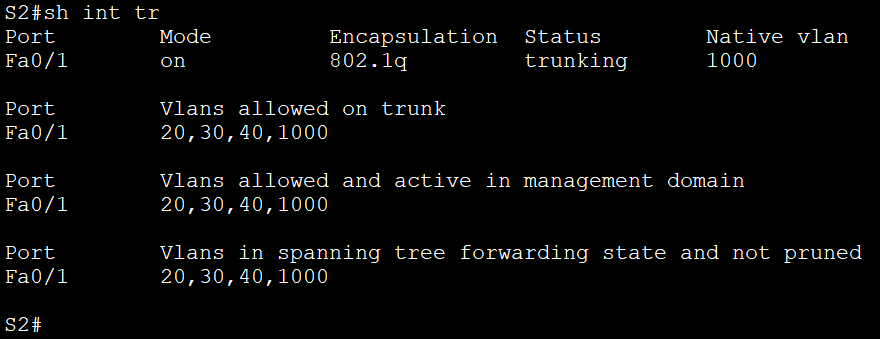 S2#sh int tr
Port Mode Encapsulation Status Native vlan
Fa0/1 on 802.1q trunking 1000
Port Vlans allowed on trunk
Fa0/1 20,30,40,1000
Port Vlans allowed and active in management domain
Fa0/1 20,30,40,1000
Port Vlans in spanning tree forwarding state and not pruned
Fa0/1 20,30,40,1000
S2#